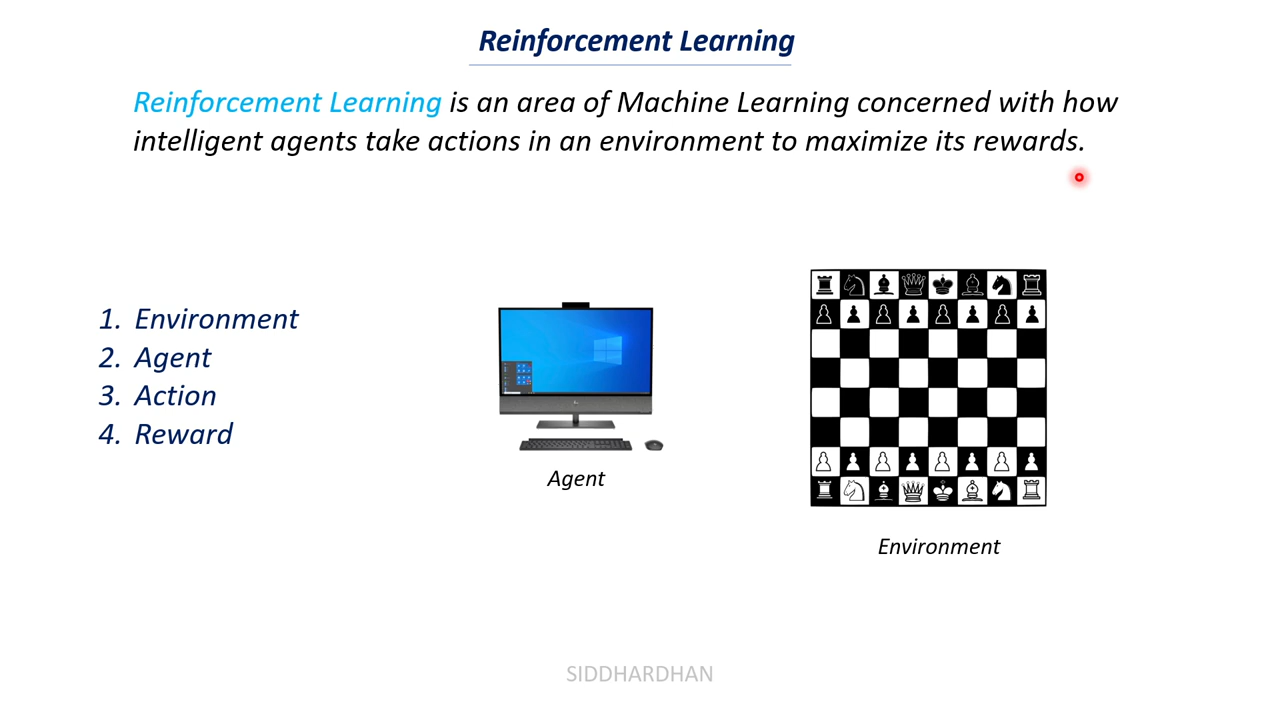 Reinforcement Learning
Reinforcement Learning is an area of Machine Learning concerned with how
intelligent agents take actions in an environment to maximize its rewards.
1. Environment
2. Agent
3. Action
4. Reward
Agent
Environment
SIDDHARDHAN